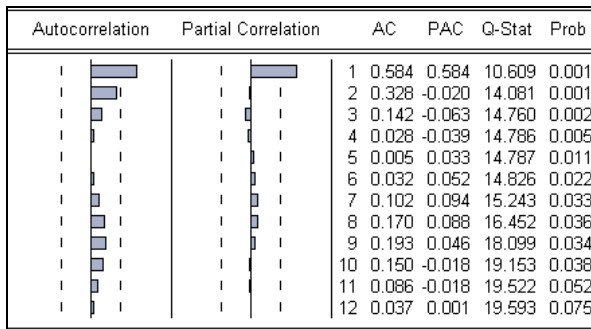 Autocorrelation Partial Correlation AC PAC Q-Stat Prob
1 0.584 0.584 10.609 0.001
2 0.328 -0.020 14.081 0.001
3 0.142 -0.063 14.760 0.002
4 0.028 -0.039 14.786 0.005
5 0.005 0.033 14.787 0.011
6 0.032 0.052 14.826 0.022
7 0.102 0.094 15.243 0.033
8 0.170 0.088 16.452 0.036
9 0.193 0.046 18.099 0.034
10 0.150 -0.018 19.153 0.038
11 0.086 -0.018 19.522 0.052
12 0.037 0.001 19.593 0.075